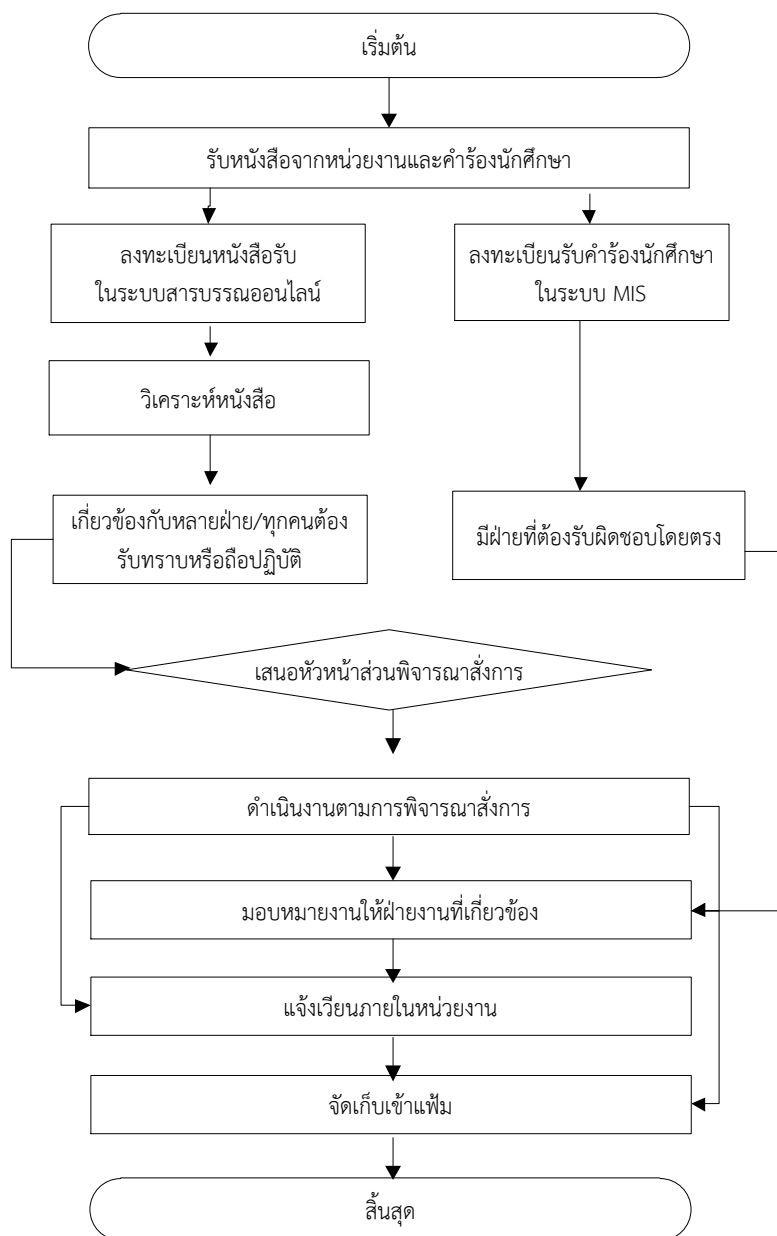 เริ่มต้น
รับหนังสือจากหน่วยงานและคำร้องนักศึกษา
ลงทะเบียนหนังสือรับ
ในระบบสารบรรณออนไลน์
ลงทะเบียนรับคำร้องนักศึกษา
ในระบบ MIS
วิเคราะห์หนังสือ
เกี่ยวข้องกับหลายฝ่าย/ทุกคนต้อง
รับทราบหรือถือปฏิบัติ
มีฝ่ายที่ต้องรับผิดชอบโดยตรง
เสนอหัวหน้าส่วนพิจารณาสั่งการ
ดำเนินงานตามการพิจารณาสั่งการ
มอบหมายงานให้ฝ่ายงานที่เกี่ยวข้อง
แจ้งเวียนภายในหน่วยงาน
จัดเก็บเข้าแฟ้ม
สิ้นสุด